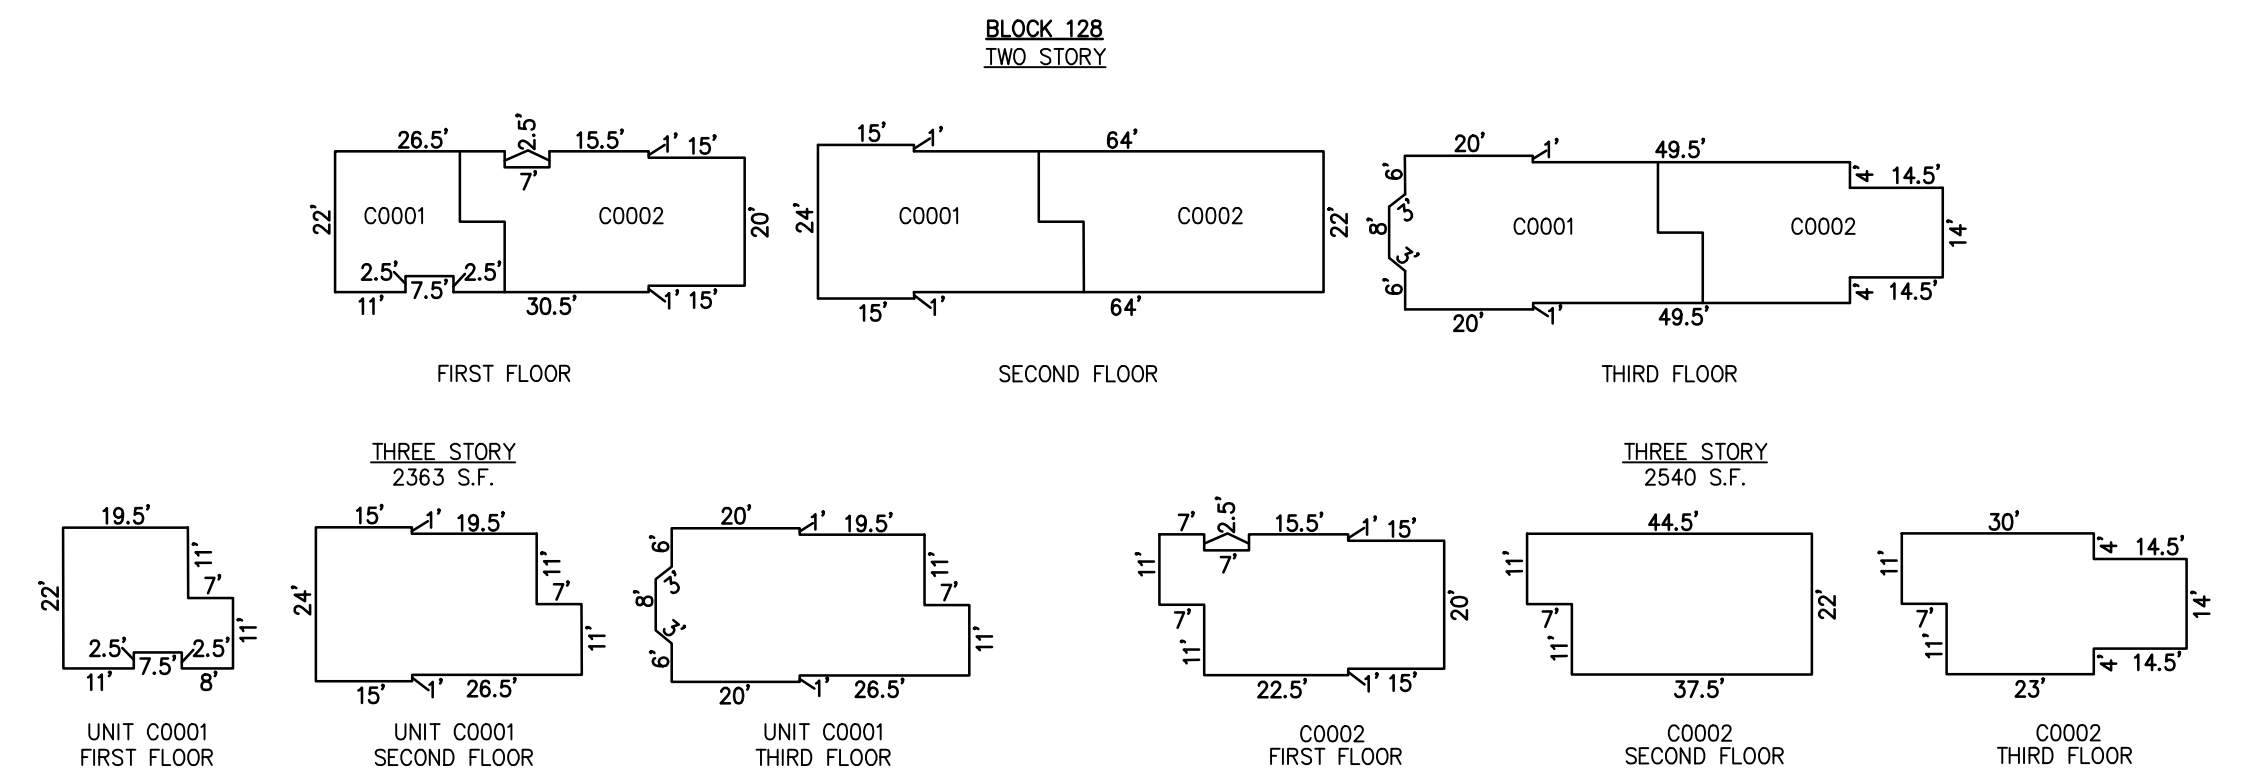 BLOCK 128
TWO STORY
26.5' 2.5' 15.5' 1' 15'
7'
22' C0001 C0002 20'
2.5' 7.5' 2.5'
11' 30.5' 1' 15'
FIRST FLOOR
15' 1' 64'
24' C0001 C0002 22'
15' 1' 64'
SECOND FLOOR
20' 1' 49.5' 4' 14.5'
6' 3' 8' 3' 6'
C0001 C0002 14'
20' 1' 49.5' 4' 14.5'
THIRD FLOOR
THREE STORY
2363 S.F.
19.5'
22' 11' 7' 11'
2.5' 7.5' 2.5'
11' 8'
UNIT C0001
FIRST FLOOR
15' 1' 19.5'
24' 11' 7' 11'
15' 1' 26.5'
UNIT C0001
SECOND FLOOR
20' 1' 19.5'
6' 3' 8' 3' 6' 11' 7' 11'
20' 1' 26.5'
UNIT C0001
THIRD FLOOR
THREE STORY
2540 S.F.
7' 2.5' 15.5' 1' 15'
11' 7' 20'
7' 11'
22.5' 1' 15'
C0002
FIRST FLOOR
44.5'
11' 7' 11' 22'
37.5'
C0002
SECOND FLOOR
30' 4' 14.5'
11' 7' 11' 14'
23' 4' 14.5'
C0002
THIRD FLOOR